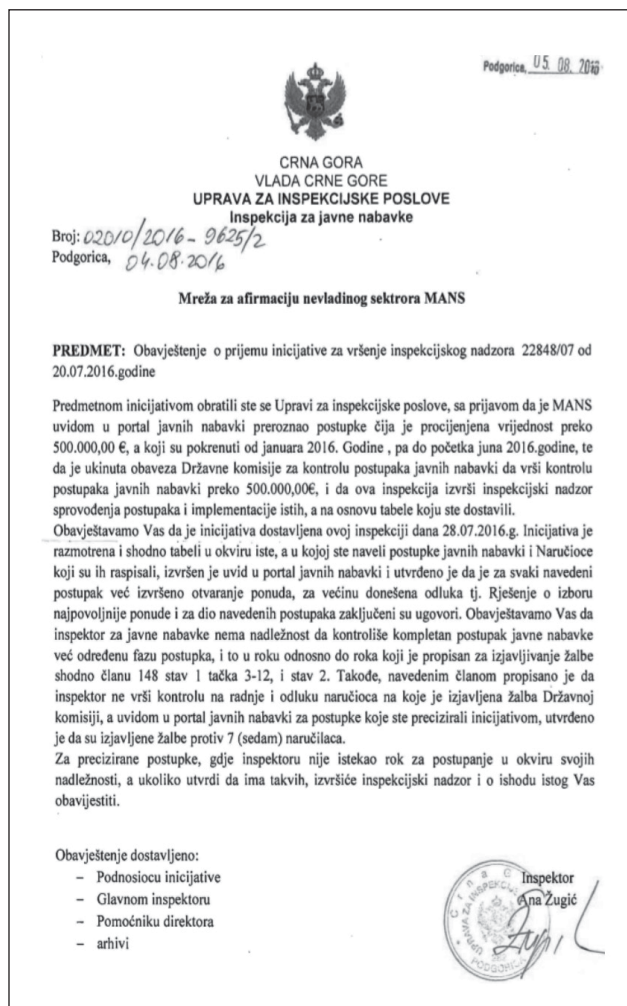 Podgorica, 05. 08. 2016
CRNA GORA
VLADA CRNE GORE
UPRAVA ZA INSPEKCIJSKE POSLOVE
Inspekcija za javne nabavke
Broj: 02010/2016-9625/2
Podgorica, 04.08.2016
Mreža za afirmaciju nevladinog sektrora MANS
PREDMET: Obavještenje o prijemu inicijative za vršenje inspekcijskog nadzora 22848/07 od
20.07.2016.godine
Predmetnom inicijativom obratili ste se Upravi za inspekcijske poslove, sa prijavom da je MANS
uvidom u portal javnih nabavki preroznao postupke čija je procijenjena vrijednost preko
500.000,00 €, a koji su pokrenuti od januara 2016. Godine , pa do početka juna 2016.godine, te
da je ukinuta obaveza Državne komisije za kontrolu postupaka javnih nabavki da vrši kontrolu
postupaka javnih nabavki preko 500.000,00€, i da ova inspekcija izvrši inspekcijski nadzor
sprovođenja postupaka i implementacije istih, a na osnovu tabele koju ste dostavili.
Obavještavamo Vas da je inicijativa dostavljena ovoj inspekciji dana 28.07.2016.g. Inicijativa je
razmotrena i shodno tabeli u okviru iste, a u kojoj ste naveli postupke javnih nabavki i Naručioce
koji su ih raspisali, izvršen je uvid u portal javnih nabavki i utvrđeno je da je za svaki navedeni
postupak već izvršeno otvaranje ponuda, za većinu donešena odluka tj. Rješenje o izboru
najpovoljnije ponude i za dio navedenih postupaka zaključeni su ugovori. Obavještavamo Vas da
inspektor za javne nabavke nema nadležnost da kontroliše kompletan postupak javne nabavke
već određenu fazu postupka, i to u roku odnosno do roka koji je propisan za izjavljivanje žalbe
shodno članu 148 stav 1 tačka 3-12, i stav 2. Takođe, navedenim članom propisano je da
inspektor ne vrši kontrolu na radnje i odluku naručioca na koje je izjavljena žalba Državnoj
komisiji, a uvidom u portal javnih nabavki za postupke koje ste precizirali inicijativom, utvrđeno
je da su izjavljene žalbe protiv 7 (sedam) naručilaca.
Za precizirane postupke, gdje inspektoru nije istekao rok za postupanje u okviru svojih
nadležnosti, a ukoliko utvrdi da ima takvih, izvršiće inspekcijski nadzor i o ishodu istog Vas
obavijestiti.
Obavještenje dostavljeno:
– Podnosiocu inicijative
– Glavnom inspektoru
– Pomoćniku direktora
– arhivi
Inspektor
Ana Žugić
Crna G
UPRAVA ZA INSPEKCIJSKE
PODGORICA